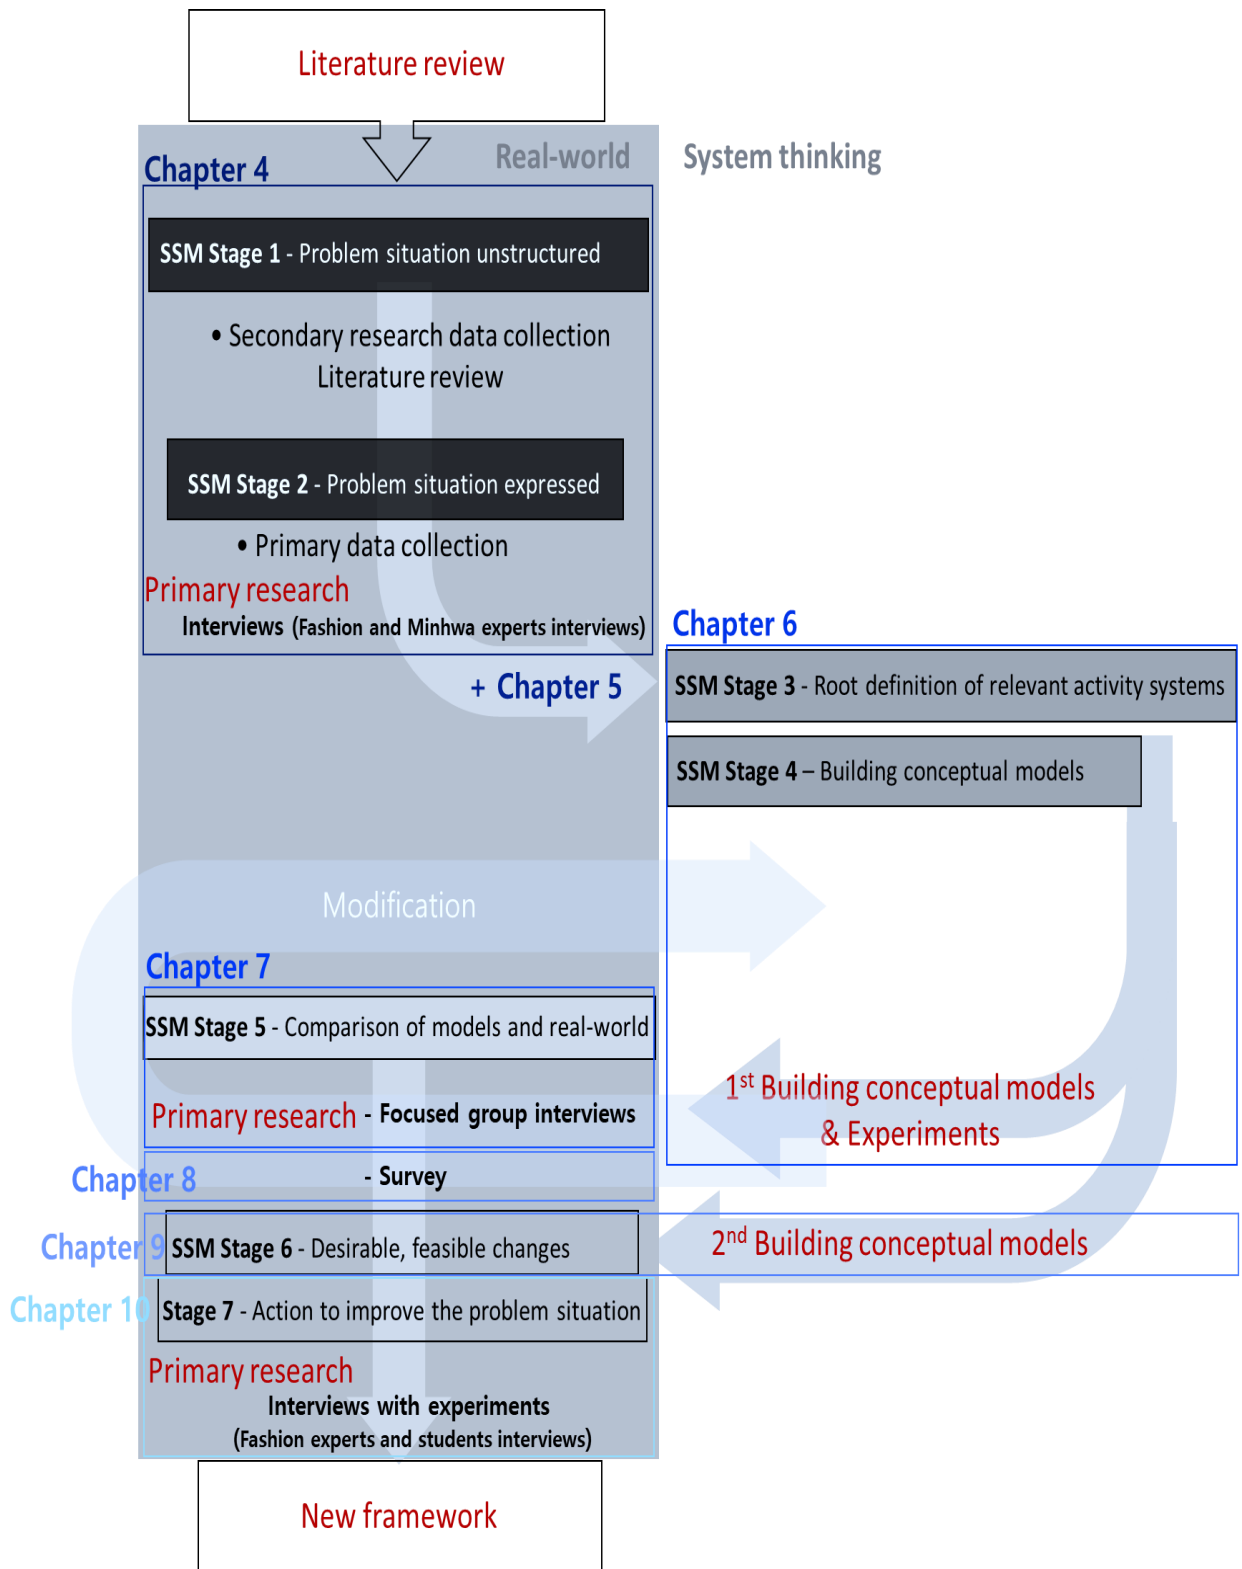 Literature review
Real-world
System thinking
Chapter 4
SSM Stage 1 - Problem situation unstructured
• Secondary research data collection
Literature review
SSM Stage 2 - Problem situation expressed
• Primary data collection
Primary research
Interviews (Fashion and Minhwa experts interviews)
+ Chapter 5
Chapter 6
SSM Stage 3 - Root definition of relevant activity systems
SSM Stage 4 – Building conceptual models
Modification
Chapter 7
SSM Stage 5 - Comparison of models and real-world
Primary research - Focused group interviews
1st Building conceptual models
& Experiments
Chapter 8
- Survey
Chapter 9
SSM Stage 6 - Desirable, feasible changes
2nd Building conceptual models
Chapter 10
Stage 7 - Action to improve the problem situation
Primary research
Interviews with experiments
(Fashion experts and students interviews)
New framework